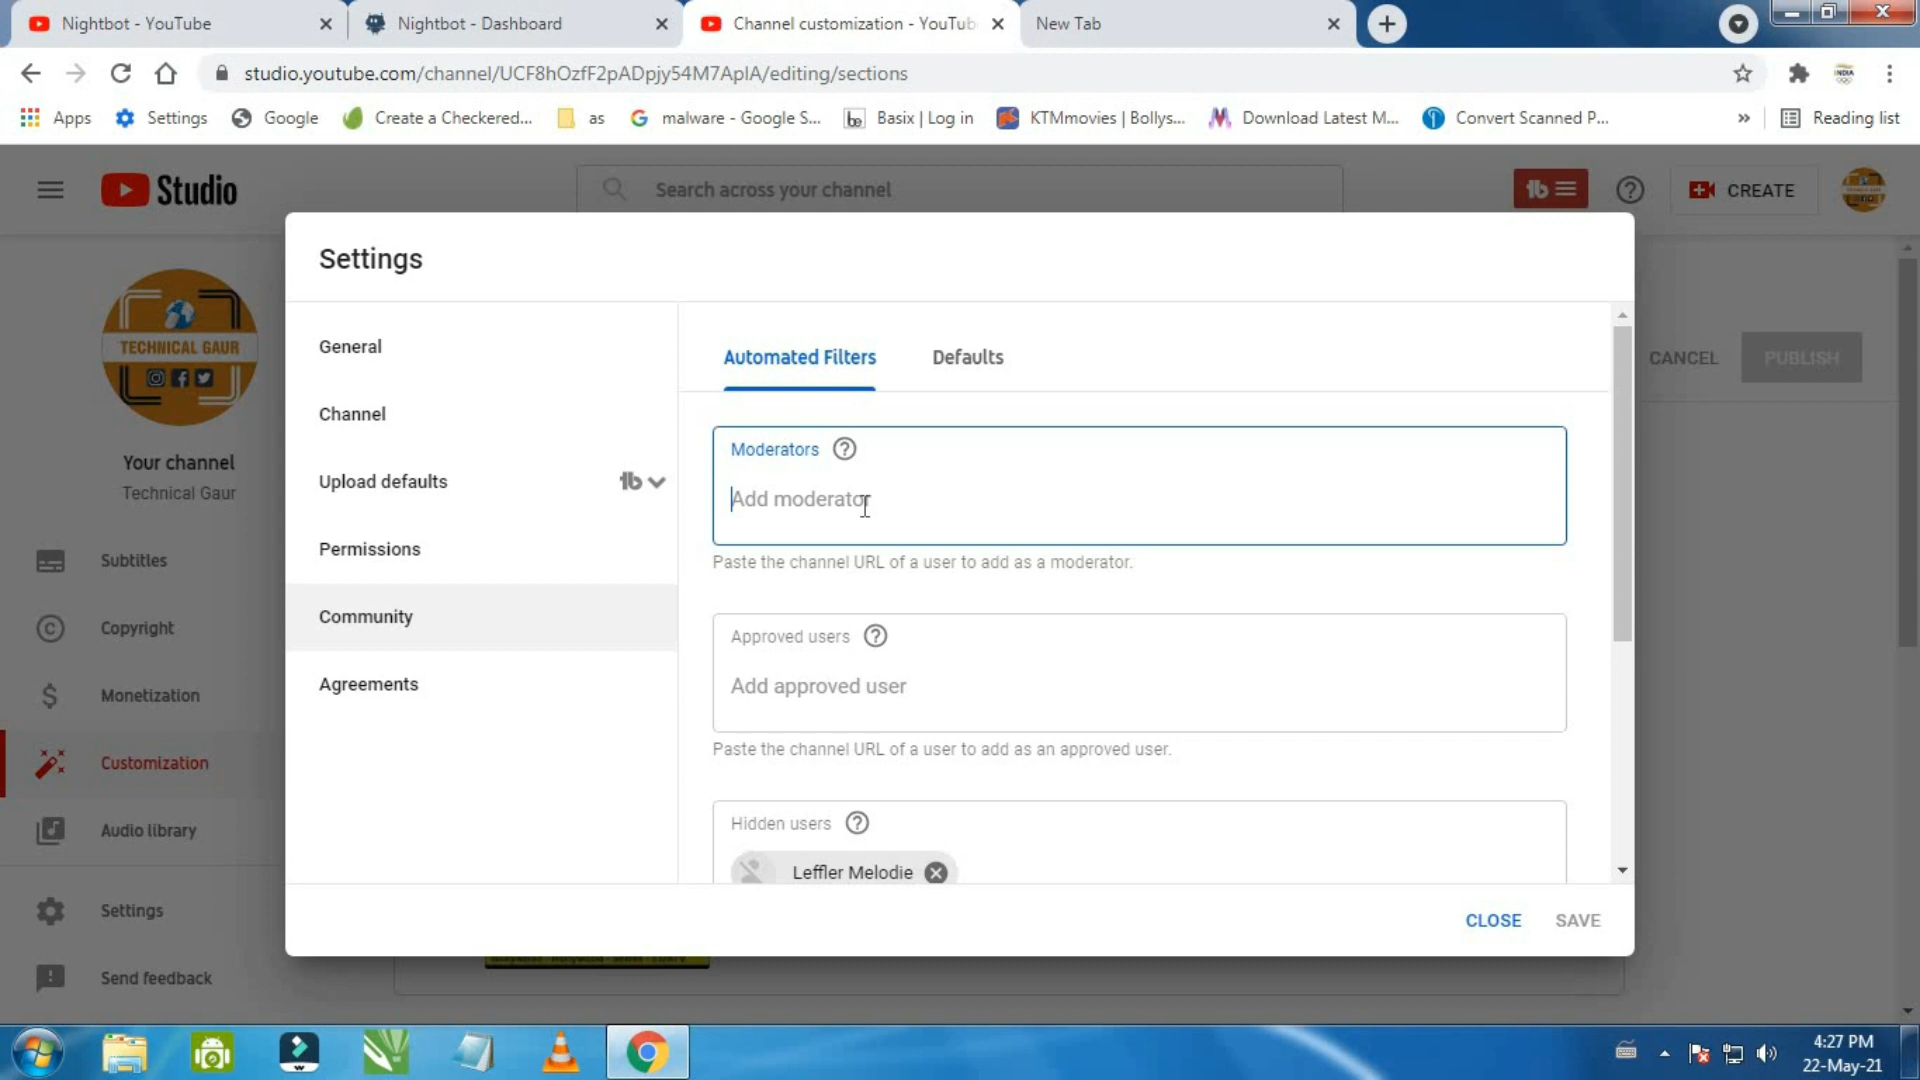 Nightbot - YouTube
Nightbot - Dashboard
Channel customization - YouTub
New Tab
studio.youtube.com/channel/UCF8hOzfF2pADpjy54M7AplA/editing/sections
INDIA
Apps
Settings
Google
Create a Checkered...
as
malware - Google S...
be
Basix | Log in
KTMmovies | Bollys...
Download Latest M...
Convert Scanned P...
»
Reading list
Studio
Search across your channel
tb
CREATE
TECHNICAL GAUR
Your channel
Technical Gaur
Subtitles
Copyright
Monetization
Customization
Audio library
Settings
Send feedback
CANCEL
PUBLISH
Settings
General
Channel
Upload defaults
tb
Permissions
Community
Agreements
Automated Filters
Defaults
Moderators
Add moderator
Paste the channel URL of a user to add as a moderator.
Approved users
Add approved user
Paste the channel URL of a user to add as an approved user.
Hidden users
Leffler Melodie
CLOSE
SAVE
4:27 PM
22-May-21